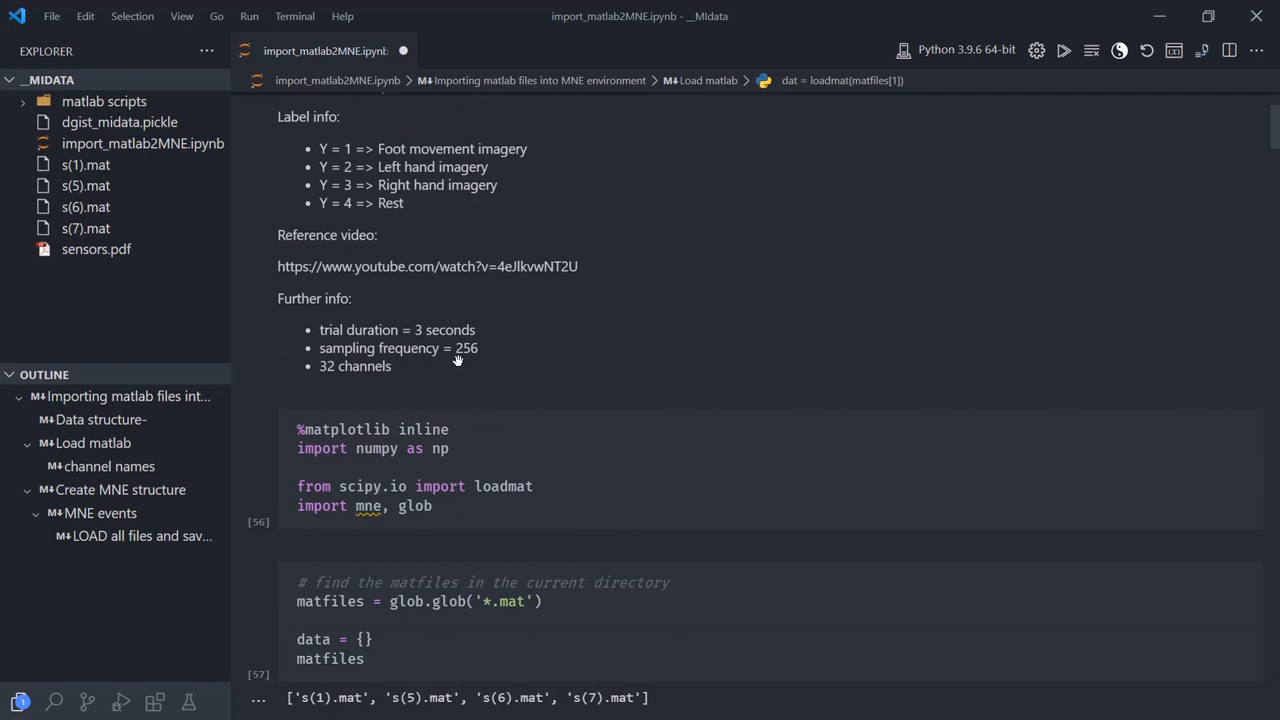 File Edit Selection View Go Run Terminal Help import_matlab2MNE.ipynb - __MIdata
EXPLORER
import_matlab2MNE.ipynb
Python 3.9.6 64-bit
__MIDATA
import_matlab2MNE.ipynb > Importing matlab files into MNE environment > Load matlab > dat = loadmat(matfiles[1])
matlab scripts
dgist_midata.pickle
import_matlab2MNE.ipynb
s(1).mat
s(5).mat
s(6).mat
s(7).mat
sensors.pdf
OUTLINE
Importing matlab files int...
Data structure-
Load matlab
channel names
Create MNE structure
MNE events
LOAD all files and sav...
1
Label info:
• Y = 1 => Foot movement imagery
• Y = 2 => Left hand imagery
• Y = 3 => Right hand imagery
• Y = 4 => Rest
Reference video:
https://www.youtube.com/watch?v=4eJlkvwNT2U
Further info:
• trial duration = 3 seconds
• sampling frequency = 256
• 32 channels
%matplotlib inline
import numpy as np
from scipy.io import loadmat
import mne, glob
[56]
# find the matfiles in the current directory
matfiles = glob.glob('*.mat')
data = {}
matfiles
[57]
... ['s(1).mat', 's(5).mat', 's(6).mat', 's(7).mat']